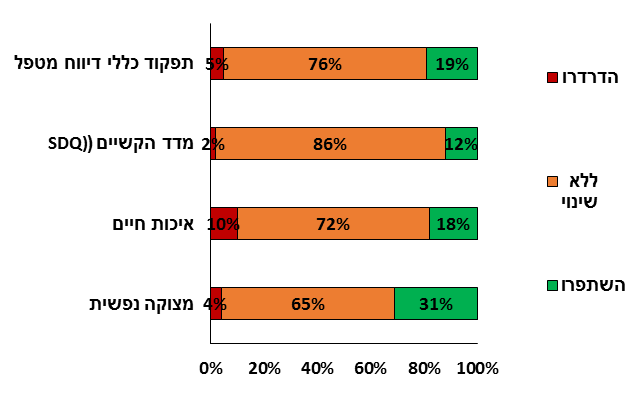 תפקוד כללי דיווח מטפל
5%
76%
19%
מדד הקשיים ((SDQ
2%
86%
12%
איכות חיים
10%
72%
18%
מצוקה נפשית
4%
65%
31%
0%
20%
40%
60%
80%
100%
הדרדרו
ללא
שינוי
השתפרו